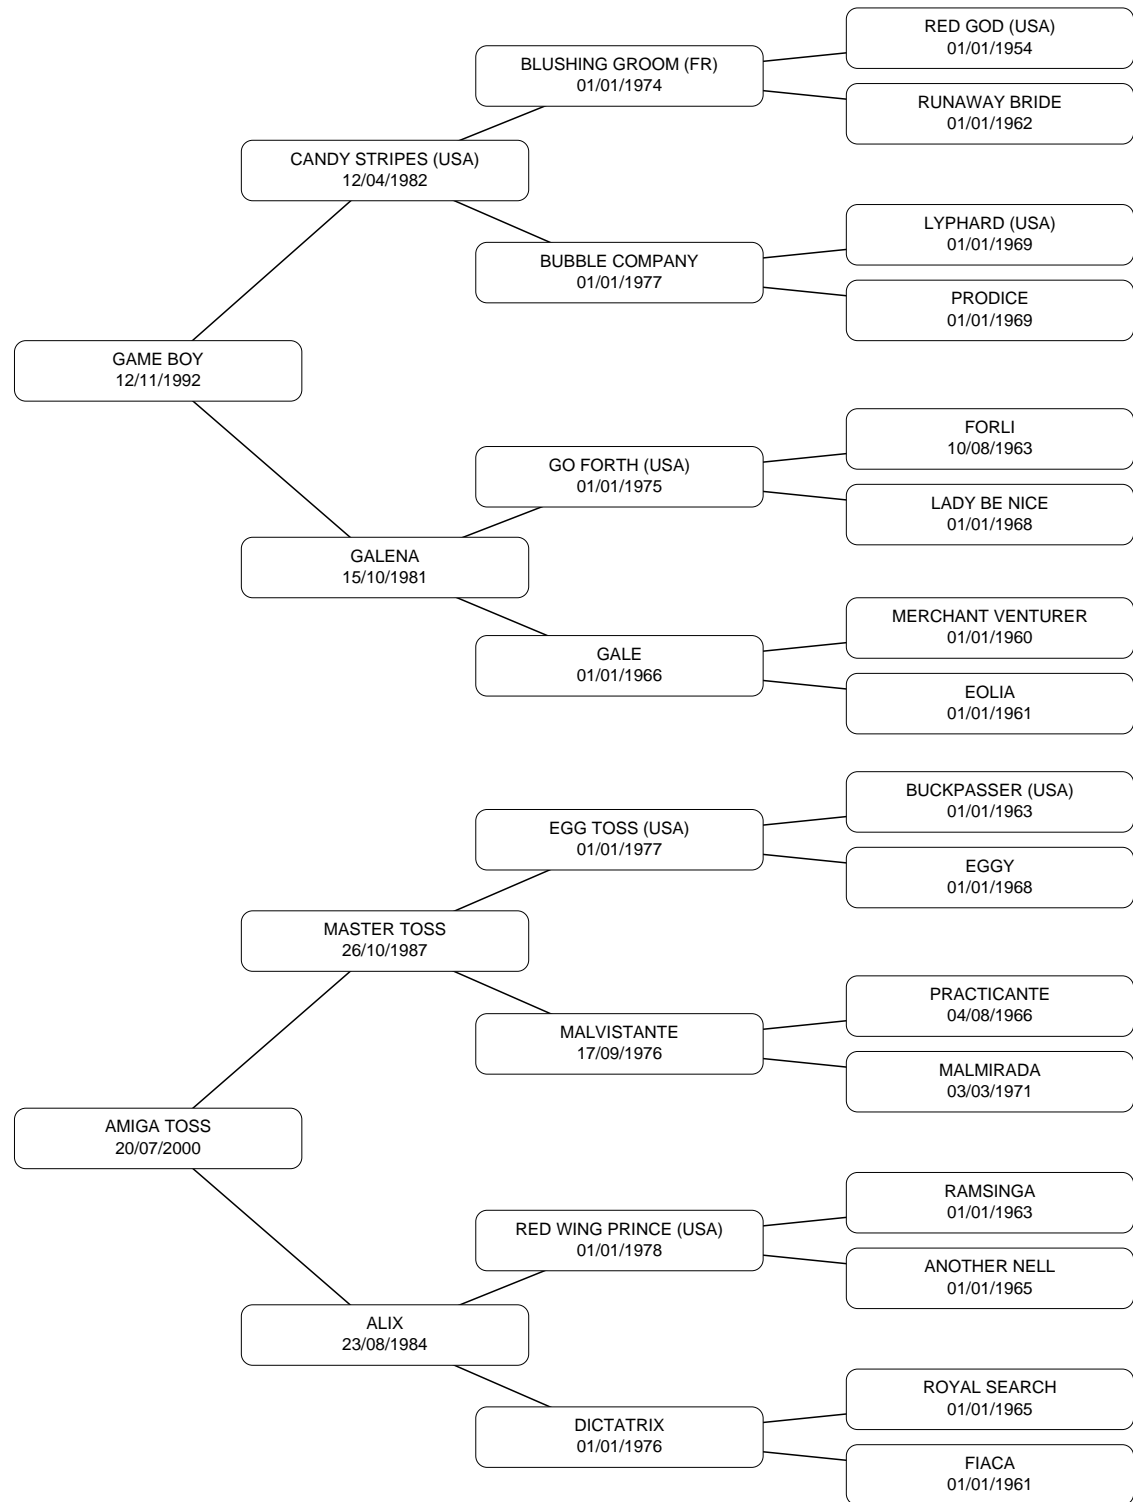 RED GOD (USA)
01/01/1954
BLUSHING GROOM (FR)
01/01/1974
RUNAWAY BRIDE
01/01/1962
CANDY STRIPES (USA)
12/04/1982
LYPHARD (USA)
01/01/1969
BUBBLE COMPANY
01/01/1977
PRODICE
01/01/1969
GAME BOY
12/11/1992
FORLI
10/08/1963
GO FORTH (USA)
01/01/1975
LADY BE NICE
01/01/1968
GALENA
15/10/1981
MERCHANT VENTURER
01/01/1960
GALE
01/01/1966
EOLIA
01/01/1961
BUCKPASSER (USA)
01/01/1963
EGG TOSS (USA)
01/01/1977
EGGY
01/01/1968
MASTER TOSS
26/10/1987
PRACTICANTE
04/08/1966
MALVISTANTE
17/09/1976
MALMIRADA
03/03/1971
AMIGA TOSS
20/07/2000
RAMSINGA
01/01/1963
RED WING PRINCE (USA)
01/01/1978
ANOTHER NELL
01/01/1965
ALIX
23/08/1984
ROYAL SEARCH
01/01/1965
DICTATRIX
01/01/1976
FIACA
01/01/1961